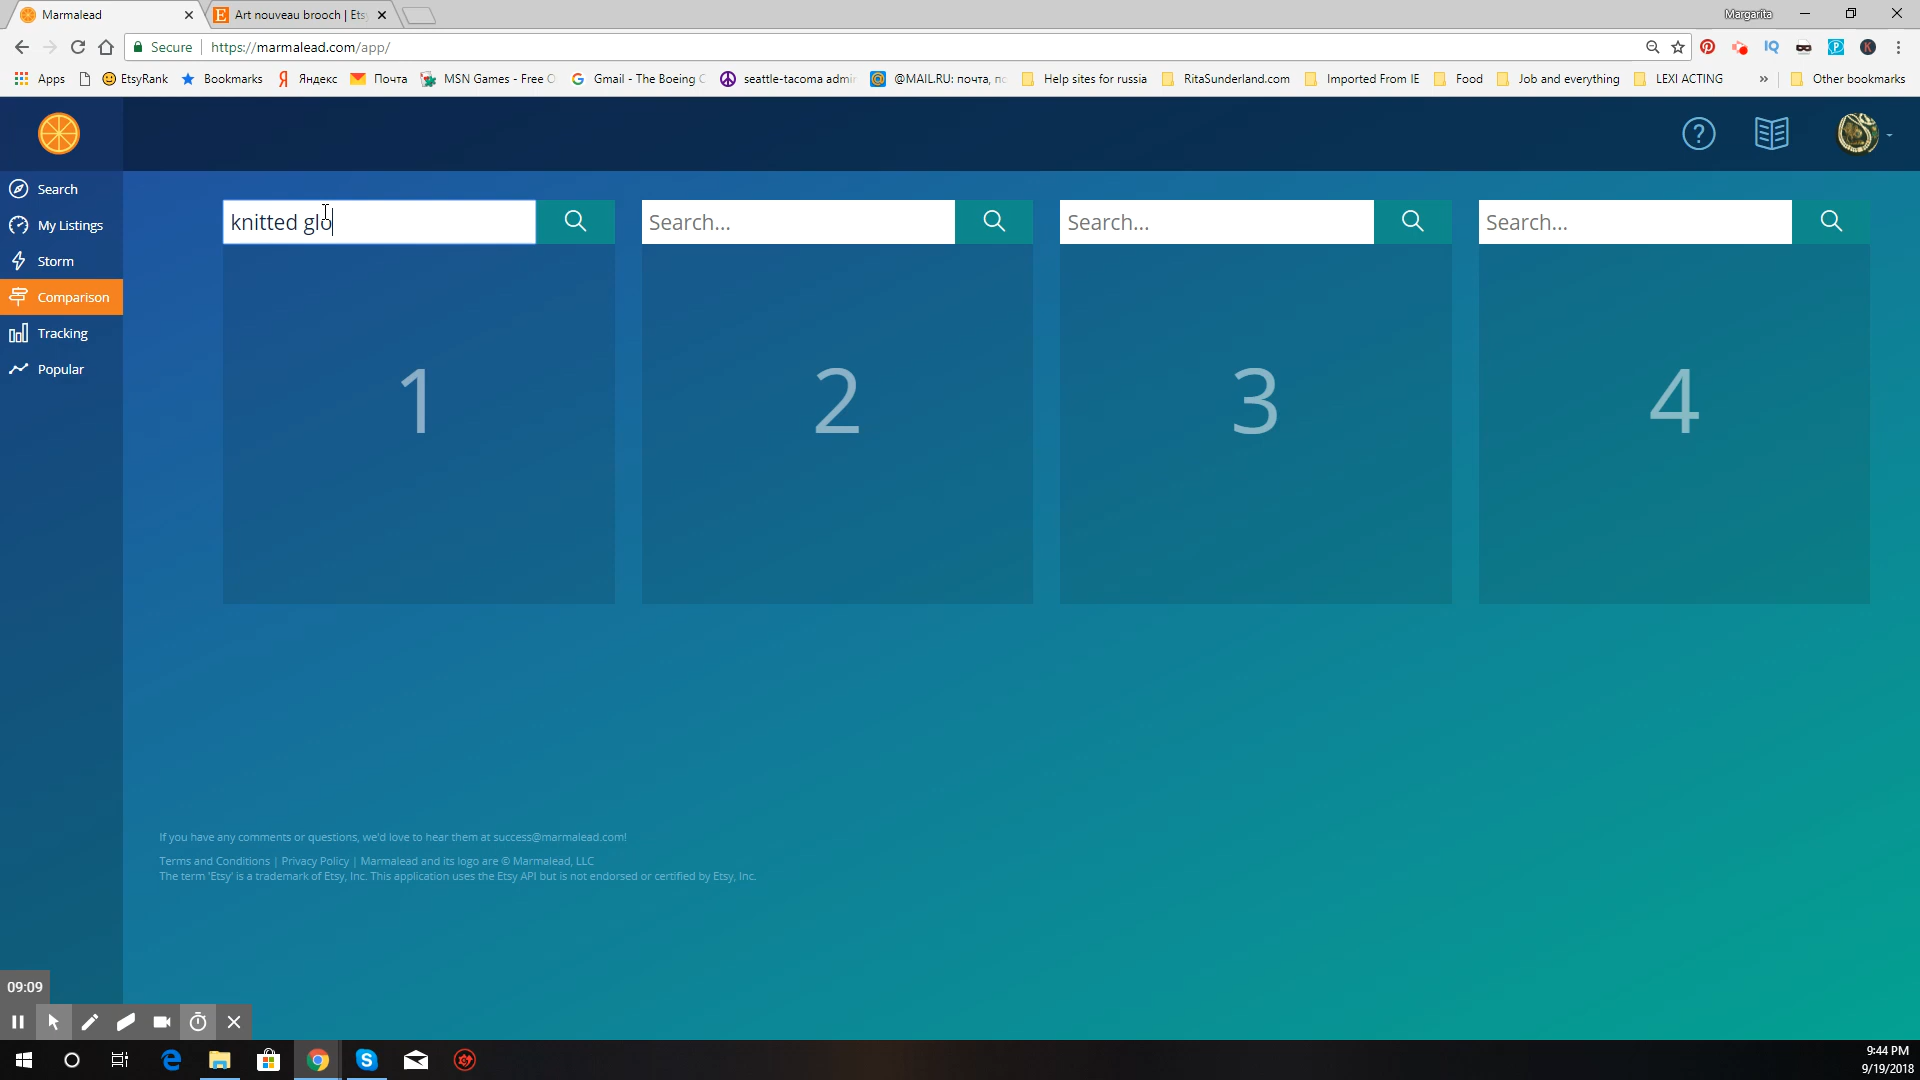 Marmalead
Art nouveau brooch | Ets
Margarita
Secure
https://marmalead.com/app/
Apps
EtsyRank
Bookmarks
Яндекс
Почта
MSN Games - Free O
Gmail - The Boeing C
seattle-tacoma admi
@MAIL.RU: почта, п
Help sites for russia
RitaSunderland.com
Imported From IE
Food
Job and everything
LEXI ACTING
»
Other bookmarks
Search
My Listings
Storm
Comparison
Tracking
Popular
knitted glo
Search...
Search...
Search...
1
2
3
4
If you have any comments or questions, we'd love to hear them at success@marmalead.com!
Terms and Conditions | Privacy Policy | Marmalead and its logo are © Marmalead, LLC
The term 'Etsy' is a trademark of Etsy, Inc. This application uses the Etsy API but is not endorsed or certified by Etsy, Inc.
09:09
9:44 PM
9/19/2018